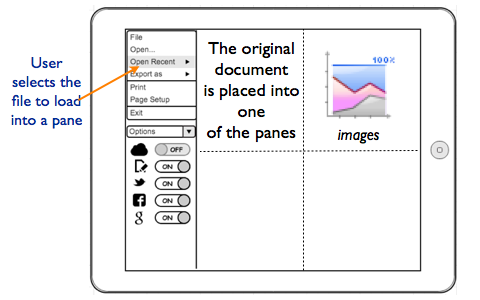 User
selects the
file to load
into a pane
File
Open...
Open Recent
Export as
Print
Page Setup
Exit
Options
OFF
ON
ON
ON
ON
The original
document
is placed into
one
of the panes
100%
images